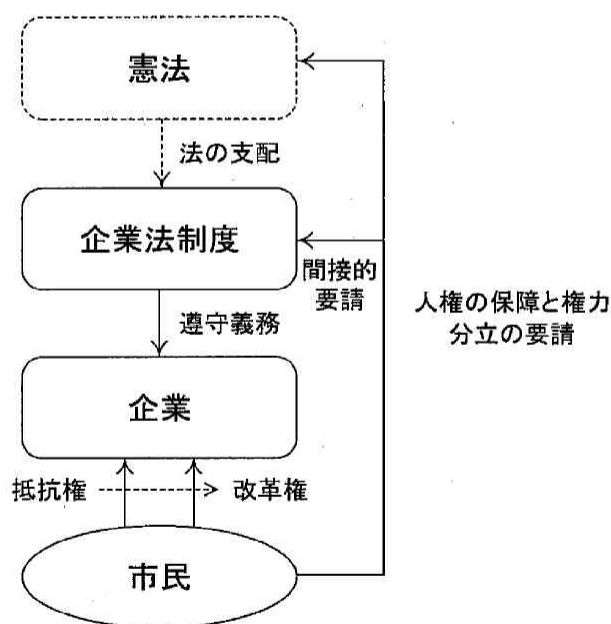 憲法
法の支配
企業法制度
間接的
要請
人権の保障と権力
分立の要請
遵守義務
企業
抵抗権
改革権
市民